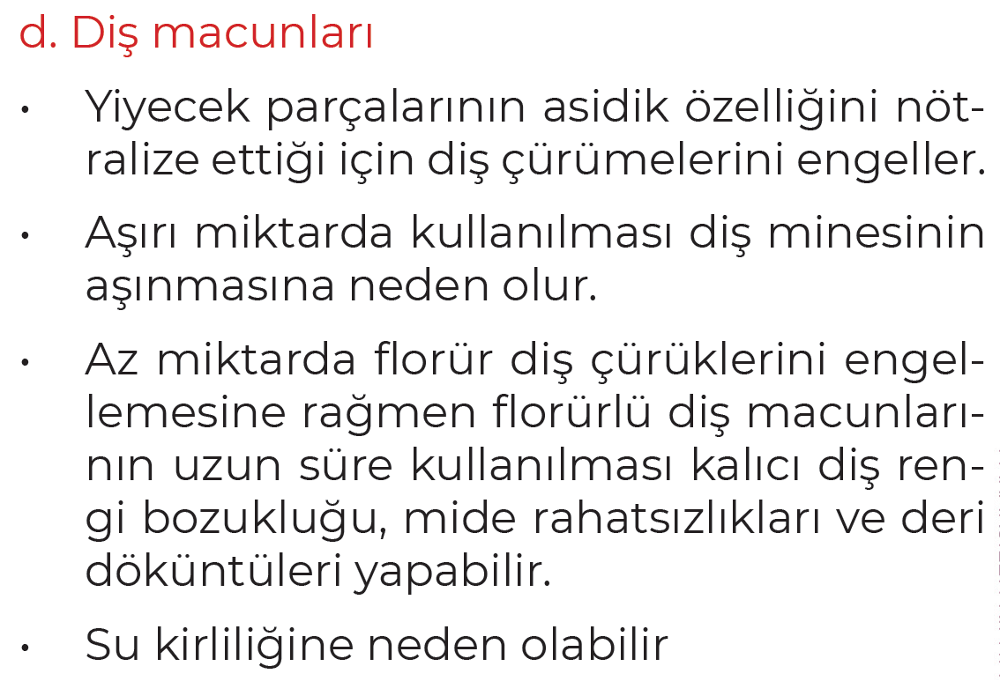 d. Diş macunları
• Yiyecek parçalarının asidik özelliğini nöt-
ralize ettiği için diş çürümelerini engeller.
• Aşırı miktarda kullanılması diş minesinin
aşınmasına neden olur.
• Az miktarda florür diş çürüklerini engel-
lemesine rağmen florürlü diş macunları-
nın uzun süre kullanılması kalıcı diş ren-
gi bozukluğu, mide rahatsızlıkları ve deri
döküntüleri yapabilir.
• Su kirliliğine neden olabilir